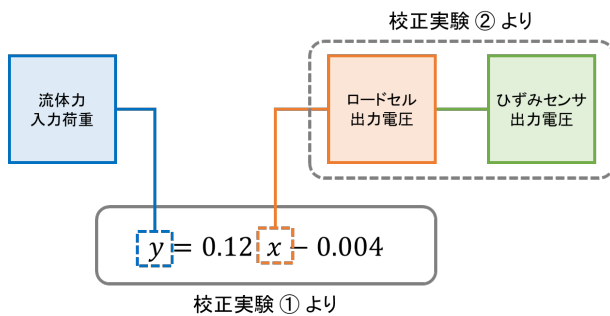 校正実験 ② より
流体力
入力荷重
ロードセル
出力電圧
ひずみセンサ
出力電圧
y = 0.12 x − 0.004
校正実験 ① より